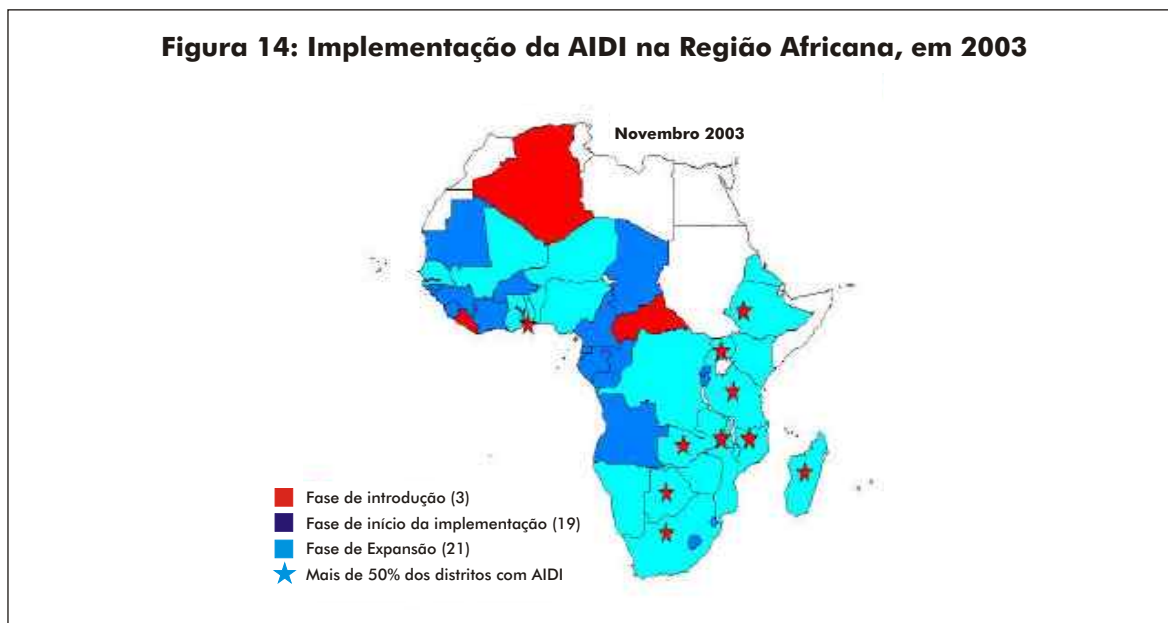 Figura 14: Implementação da AIDI na Região Africana, em 2003
Novembro 2003
Fase de introdução (3)
Fase de início da implementação (19)
Fase de Expansão (21)
Mais de 50% dos distritos com AIDI